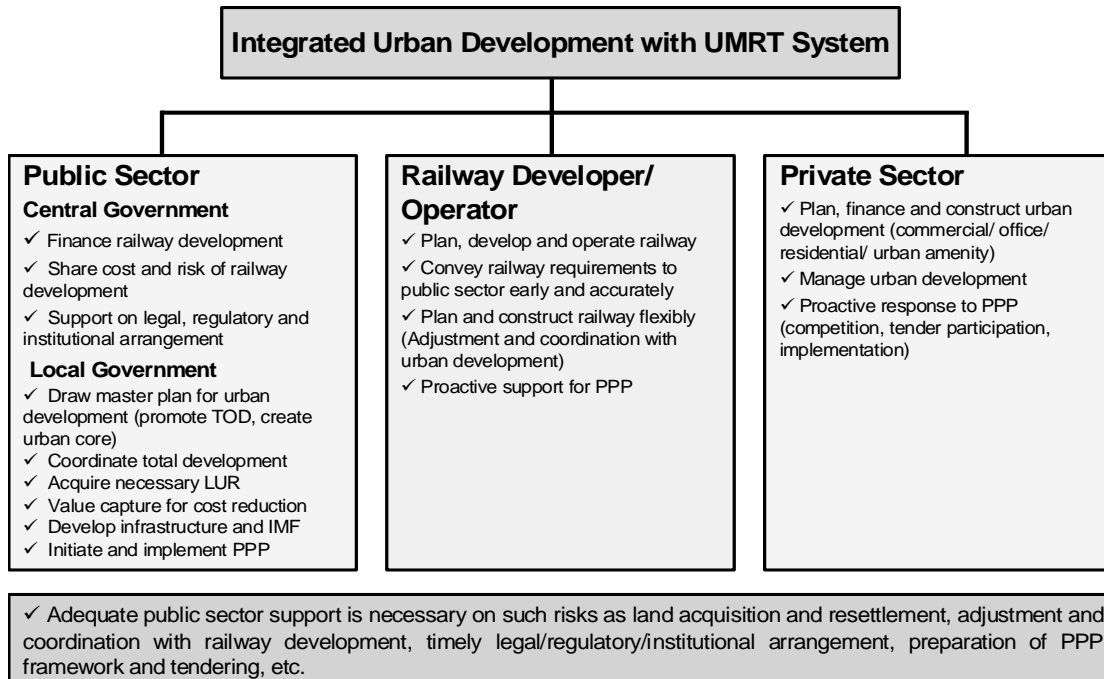 Integrated Urban Development with UMRT System
Public Sector
Central Government
✓ Finance railway development
✓ Share cost and risk of railway
development
✓ Support on legal, regulatory and
institutional arrangement
Local Government
✓ Draw master plan for urban
development (promote TOD, create
urban core)
✓ Coordinate total development
✓ Acquire necessary LUR
✓ Value capture for cost reduction
✓ Develop infrastructure and IMF
✓ Initiate and implement PPP
Railway Developer/
Operator
✓ Plan, develop and operate railway
✓ Convey railway requirements to
public sector early and accurately
✓ Plan and construct railway flexibly
(Adjustment and coordination with
urban development)
✓ Proactive support for PPP
Private Sector
✓ Plan, finance and construct urban
development (commercial/ office/
residential/ urban amenity)
✓ Manage urban development
✓ Proactive response to PPP
(competition, tender participation,
implementation)
✓ Adequate public sector support is necessary on such risks as land acquisition and resettlement, adjustment and
coordination with railway development, timely legal/regulatory/institutional arrangement, preparation of PPP
framework and tendering, etc.